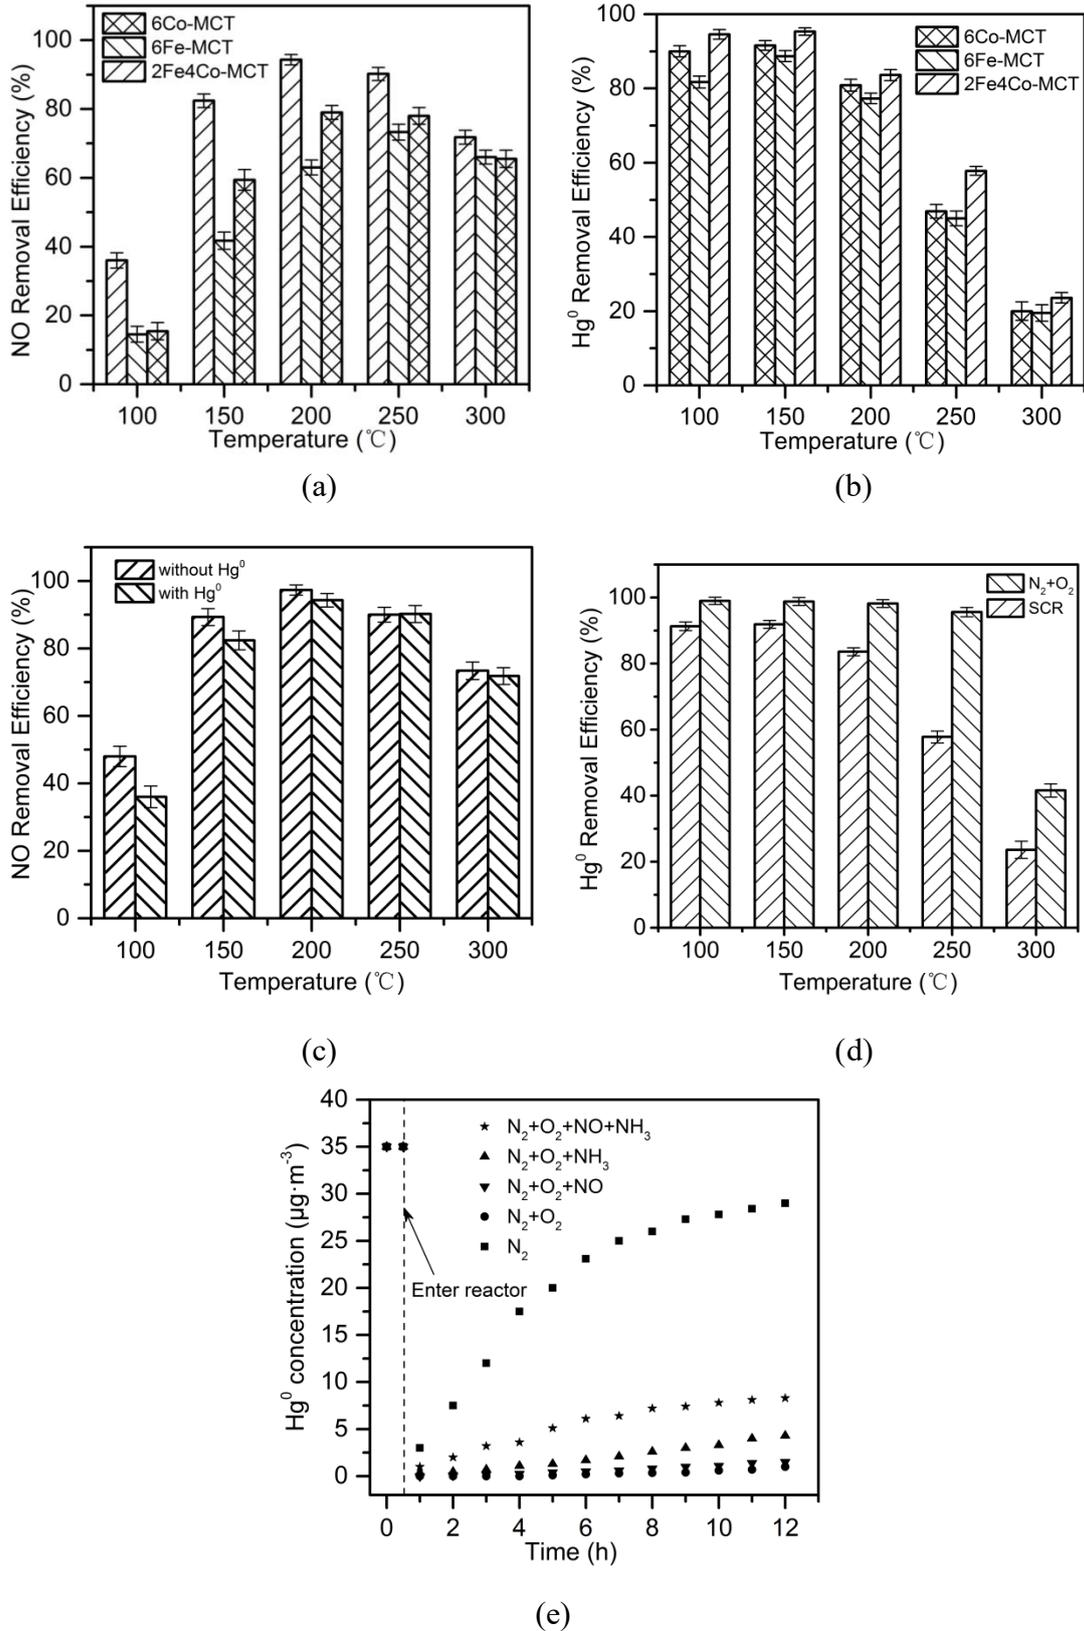 100
80
60
40
20
0
NO Removal Efficiency (%)
6Co-MCT
6Fe-MCT
2Fe4Co-MCT
100 150 200 250 300
Temperature (℃)
(a)
100
80
60
40
20
0
Hg⁰ Removal Efficiency (%)
6Co-MCT
6Fe-MCT
2Fe4Co-MCT
100 150 200 250 300
Temperature (℃)
(b)
100
80
60
40
20
0
NO Removal Efficiency (%)
without Hg⁰
with Hg⁰
100 150 200 250 300
Temperature (℃)
(c)
100
80
60
40
20
0
Hg⁰ Removal Efficiency (%)
N₂+O₂
SCR
100 150 200 250 300
Temperature (℃)
(d)
40
35
30
25
20
15
10
5
0
Hg⁰ concentration (μg·m⁻³)
N₂+O₂+NO+NH₃
N₂+O₂+NH₃
N₂+O₂+NO
N₂+O₂
N₂
Enter reactor
0 2 4 6 8 10 12
Time (h)
(e)